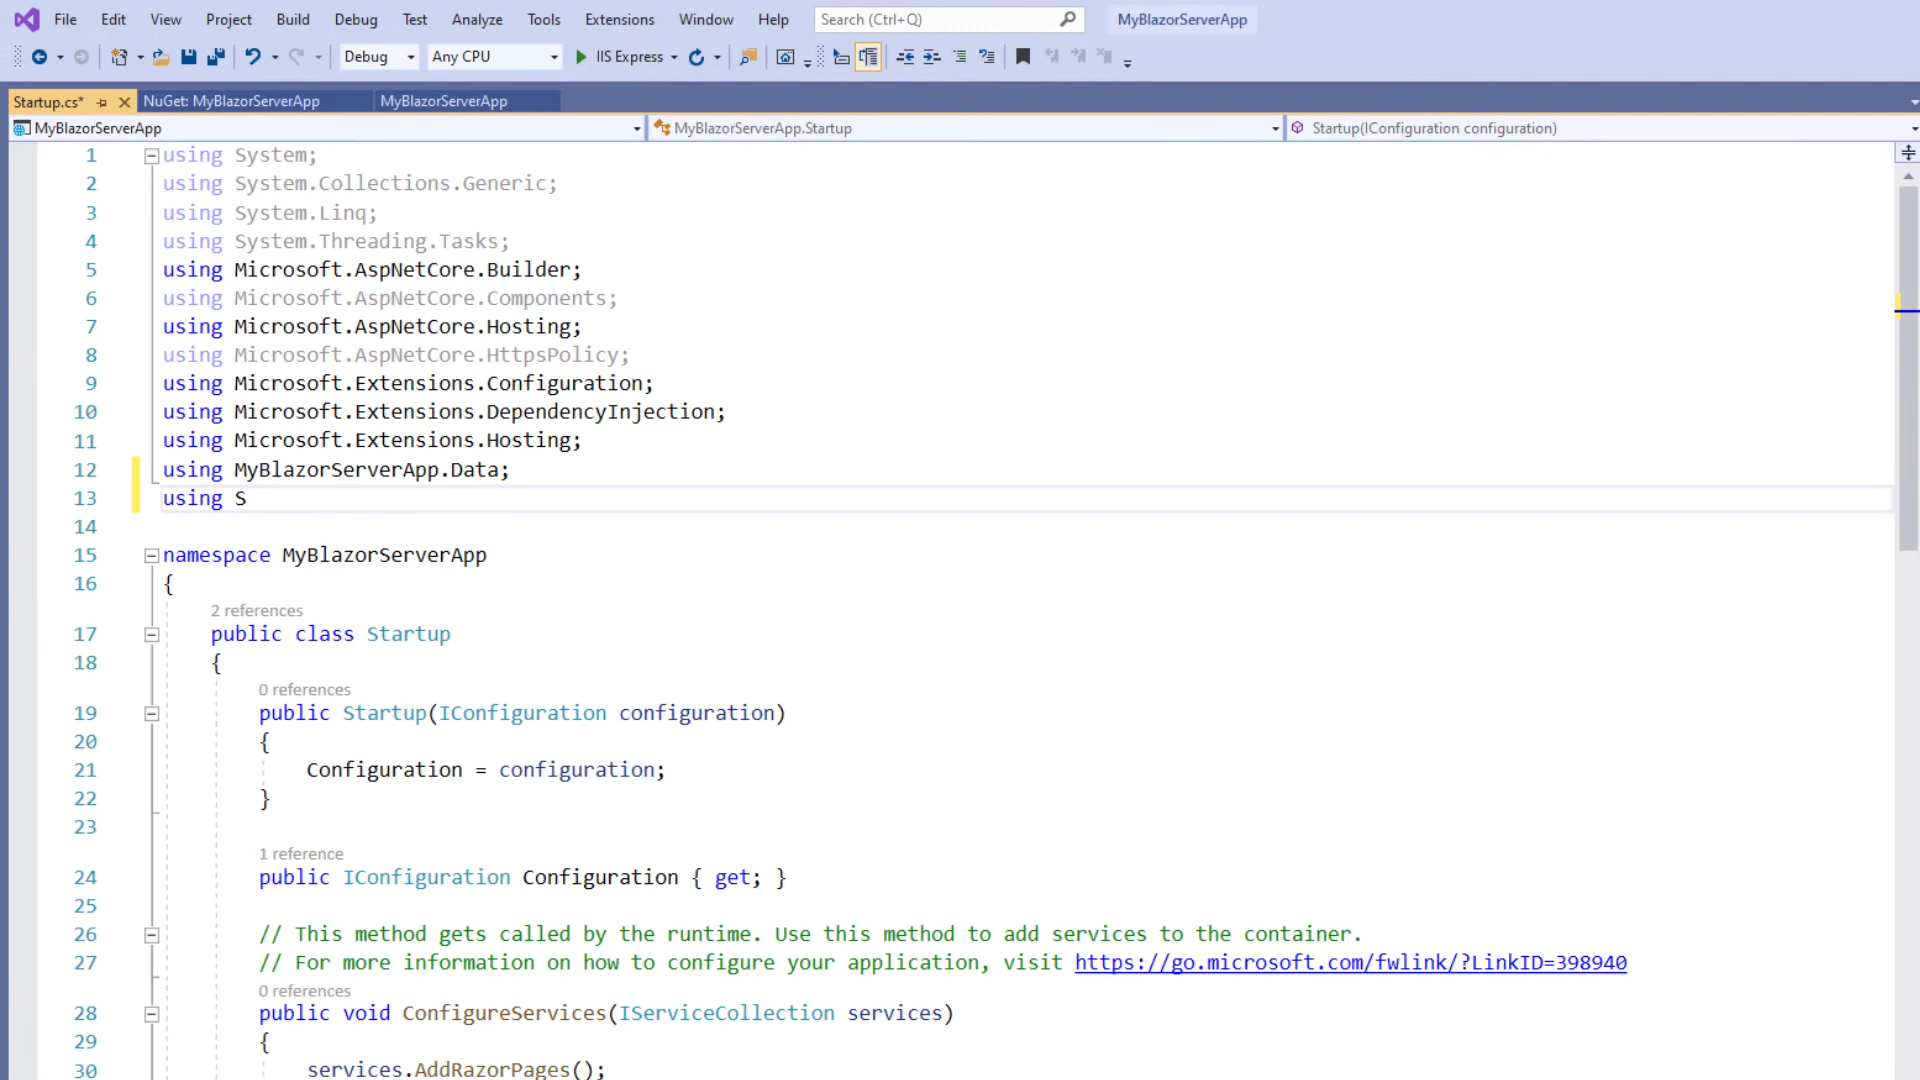 File Edit View Project Build Debug Test Analyze Tools Extensions Window Help Search (Ctrl+Q) MyBlazorServerApp
Debug Any CPU IIS Express
Startup.cs* NuGet: MyBlazorServerApp MyBlazorServerApp
MyBlazorServerApp MyBlazorServerApp.Startup Startup(IConfiguration configuration)
1 using System;
2 using System.Collections.Generic;
3 using System.Linq;
4 using System.Threading.Tasks;
5 using Microsoft.AspNetCore.Builder;
6 using Microsoft.AspNetCore.Components;
7 using Microsoft.AspNetCore.Hosting;
8 using Microsoft.AspNetCore.HttpsPolicy;
9 using Microsoft.Extensions.Configuration;
10 using Microsoft.Extensions.DependencyInjection;
11 using Microsoft.Extensions.Hosting;
12 using MyBlazorServerApp.Data;
13 using S
14
15 namespace MyBlazorServerApp
16 {
2 references
17 public class Startup
18 {
0 references
19 public Startup(IConfiguration configuration)
20 {
21 Configuration = configuration;
22 }
23
1 reference
24 public IConfiguration Configuration { get; }
25
26 // This method gets called by the runtime. Use this method to add services to the container.
27 // For more information on how to configure your application, visit https://go.microsoft.com/fwlink/?LinkID=398940
0 references
28 public void ConfigureServices(IServiceCollection services)
29 {
30 services.AddRazorPages();